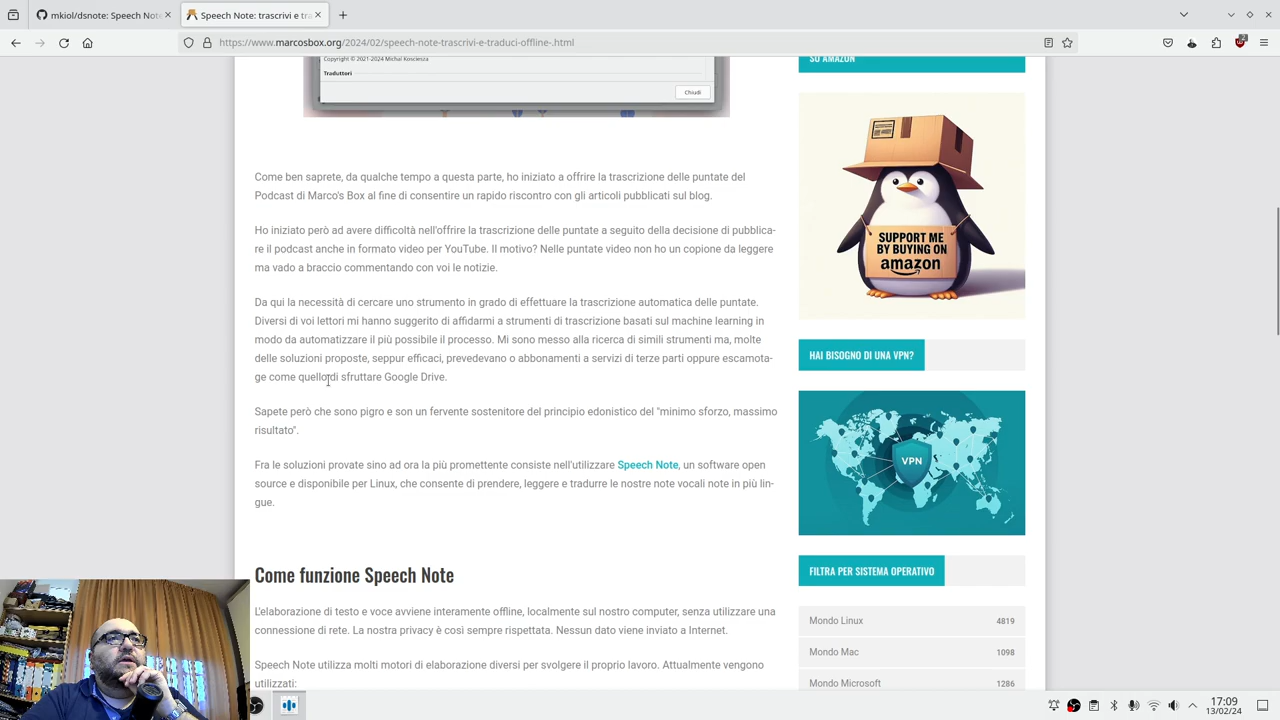 mkiol/dsnote: Speech Note
Speech Note: trascrivi e tra
https://www.marcosbox.org/2024/02/speech-note-trascrivi-e-traduci-offline-.html
Copyright © 2021-2024 Michal Kosciesza
Traduttori
Chiudi
Come ben saprete, da qualche tempo a questa parte, ho iniziato a offrire la trascrizione delle puntate del
Podcast di Marco's Box al fine di consentire un rapido riscontro con gli articoli pubblicati sul blog.
Ho iniziato però ad avere difficoltà nell'offrire la trascrizione delle puntate a seguito della decisione di pubblica-
re il podcast anche in formato video per YouTube. Il motivo? Nelle puntate video non ho un copione da leggere
ma vado a braccio commentando con voi le notizie.
Da qui la necessità di cercare uno strumento in grado di effettuare la trascrizione automatica delle puntate.
Diversi di voi lettori mi hanno suggerito di affidarmi a strumenti di trascrizione basati sul machine learning in
modo da automatizzare il più possibile il processo. Mi sono messo alla ricerca di simili strumenti ma, molte
delle soluzioni proposte, seppur efficaci, prevedevano o abbonamenti a servizi di terze parti oppure escamota-
ge come quello di sfruttare Google Drive.
Sapete però che sono pigro e son un fervente sostenitore del principio edonistico del "minimo sforzo, massimo
risultato".
Fra le soluzioni provate sino ad ora la più promettente consiste nell'utilizzare Speech Note, un software open
source e disponibile per Linux, che consente di prendere, leggere e tradurre le nostre note vocali note in più lin-
gue.
Come funzione Speech Note
L'elaborazione di testo e voce avviene interamente offline, localmente sul nostro computer, senza utilizzare una
connessione di rete. La nostra privacy è così sempre rispettata. Nessun dato viene inviato a Internet.
Speech Note utilizza molti motori di elaborazione diversi per svolgere il proprio lavoro. Attualmente vengono
utilizzati:
SU AMAZON
SUPPORT ME
BY BUYING ON
amazon
HAI BISOGNO DI UNA VPN?
VPN
FILTRA PER SISTEMA OPERATIVO
Mondo Linux 4819
Mondo Mac 1098
Mondo Microsoft 1286
17:09
13/02/24